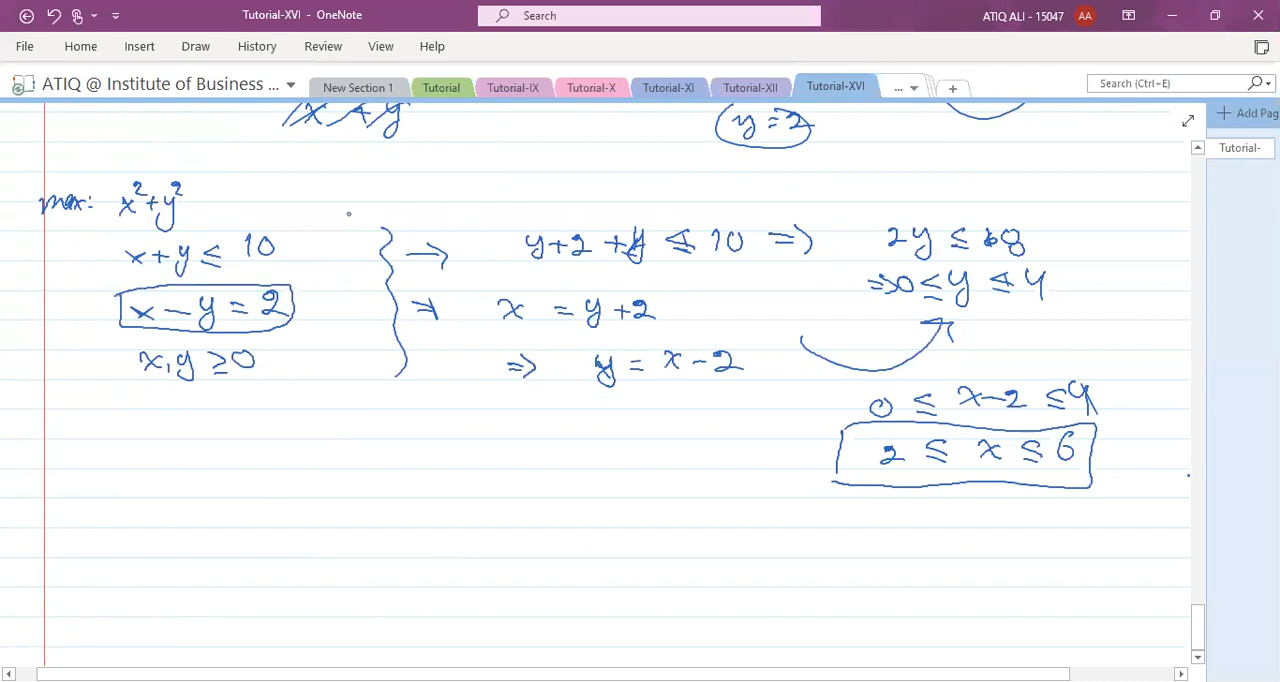 Tutorial-XVI - OneNote
Search
ATIQ ALI - 15047 AA
File Home Insert Draw History Review View Help
ATIQ @ Institute of Business ... New Section 1 Tutorial Tutorial-IX Tutorial-X Tutorial-XI Tutorial-XII Tutorial-XVI ... + Search (Ctrl+E)
+ Add Pag
Tutorial-
x + y
y = 2
max: x² + y²
x + y ≤ 10 → y + 2 + y ≤ 10 ⇒ 2y ≤ 8
⇒ 0 ≤ y ≤ 4
x - y = 2 ⇒ x = y + 2
x, y ≥ 0 ⇒ y = x - 2
0 ≤ x - 2 ≤ 4
2 ≤ x ≤ 6